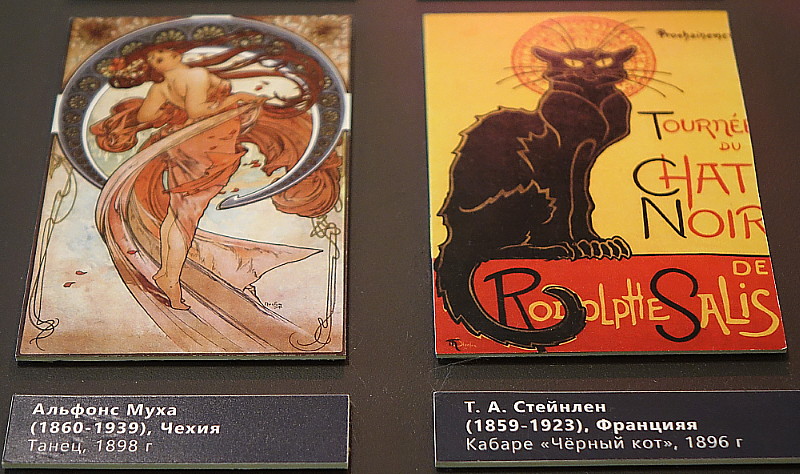 Prochainement
TOURNÉE
DU
CHAT
NOIR
DE
RODOLPHE SALIS
Альфонс Муха
(1860-1939), Чехия
Танец, 1898 г
Т. А. Стейнлен
(1859-1923), Францияя
Кабаре «Чёрный кот», 1896 г